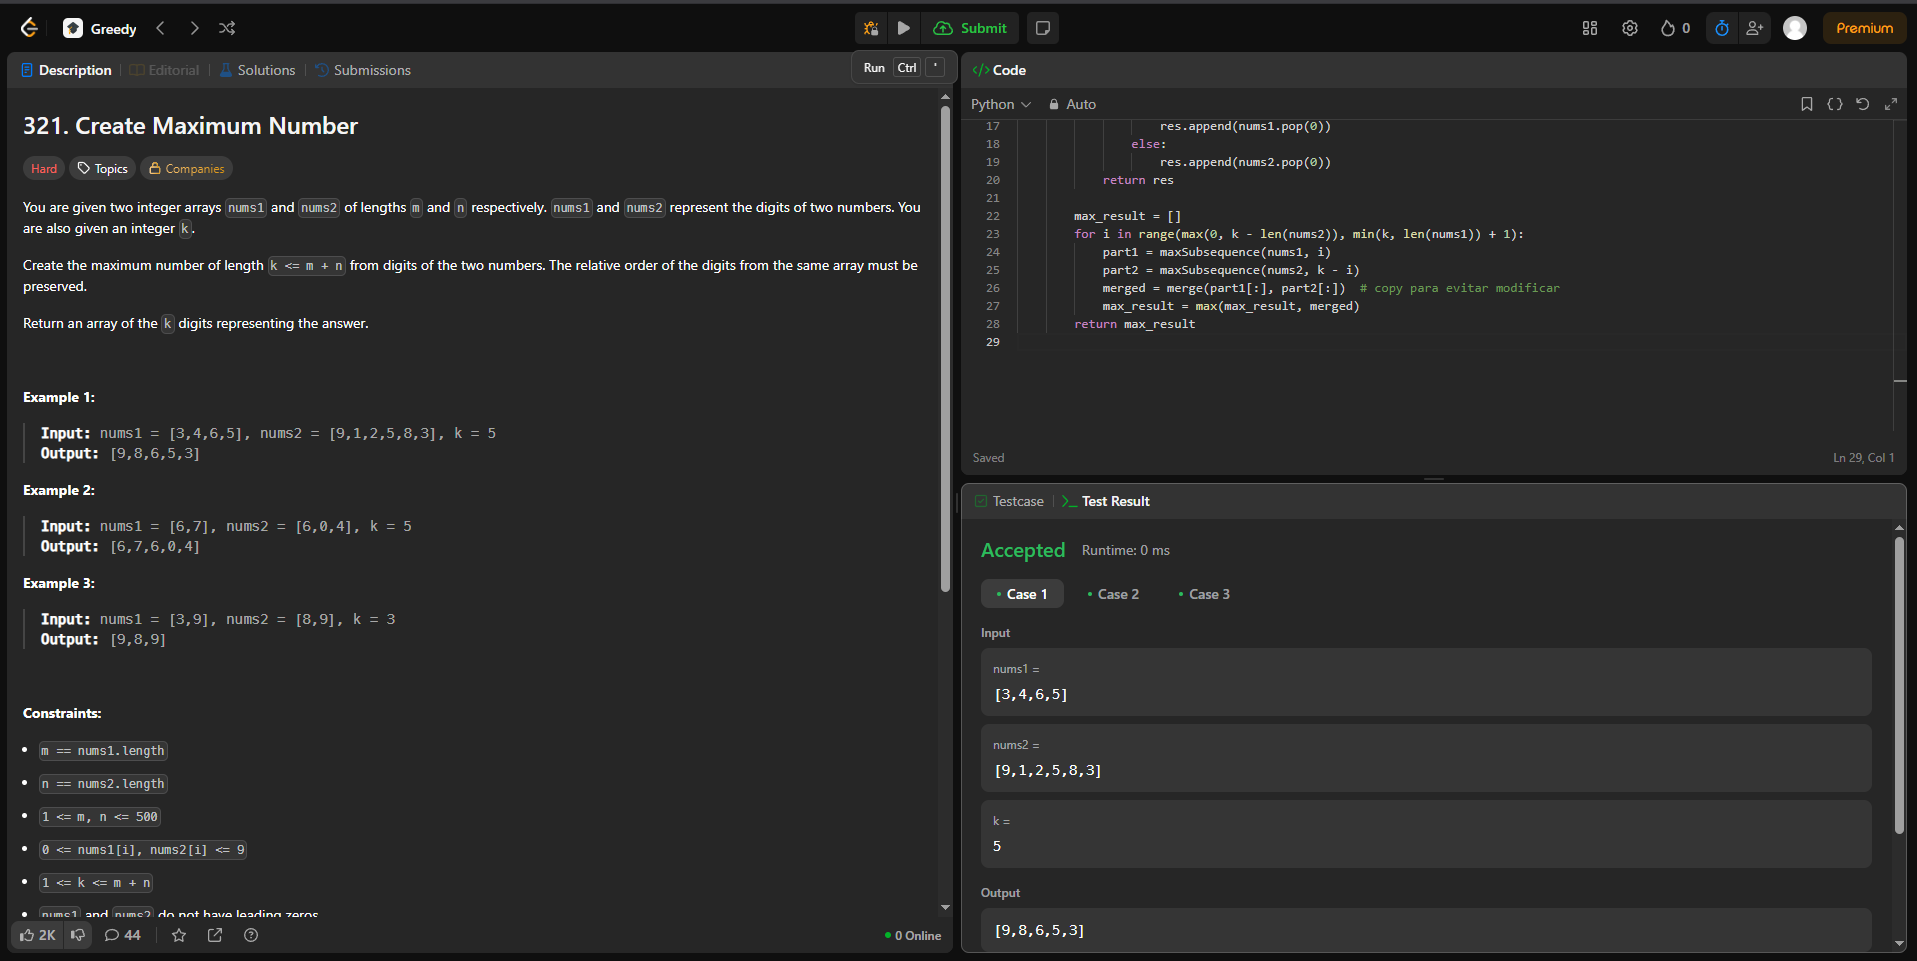 Greedy
Submit
0
Premium
Description
Editorial
Solutions
Submissions
Run Ctrl '
</> Code
Python
Auto
321. Create Maximum Number
Hard
Topics
Companies
You are given two integer arrays nums1 and nums2 of lengths m and n respectively. nums1 and nums2 represent the digits of two numbers. You
are also given an integer k.
Create the maximum number of length k <= m + n from digits of the two numbers. The relative order of the digits from the same array must be
preserved.
Return an array of the k digits representing the answer.
Example 1:
Input: nums1 = [3,4,6,5], nums2 = [9,1,2,5,8,3], k = 5
Output: [9,8,6,5,3]
Example 2:
Input: nums1 = [6,7], nums2 = [6,0,4], k = 5
Output: [6,7,6,0,4]
Example 3:
Input: nums1 = [3,9], nums2 = [8,9], k = 3
Output: [9,8,9]
Constraints:
• m == nums1.length
• n == nums2.length
• 1 <= m, n <= 500
• 0 <= nums1[i], nums2[i] <= 9
• 1 <= k <= m + n
• nums1 and nums2 do not have leading zeros
2K
44
0 Online
17 res.append(nums1.pop(0))
18 else:
19 res.append(nums2.pop(0))
20 return res
21
22 max_result = []
23 for i in range(max(0, k - len(nums2)), min(k, len(nums1)) + 1):
24 part1 = maxSubsequence(nums1, i)
25 part2 = maxSubsequence(nums2, k - i)
26 merged = merge(part1[:], part2[:])  # copy para evitar modificar
27 max_result = max(max_result, merged)
28 return max_result
29
Saved
Ln 29, Col 1
Testcase
>_ Test Result
Accepted
Runtime: 0 ms
• Case 1
• Case 2
• Case 3
Input
nums1 =
[3,4,6,5]
nums2 =
[9,1,2,5,8,3]
k =
5
Output
[9,8,6,5,3]